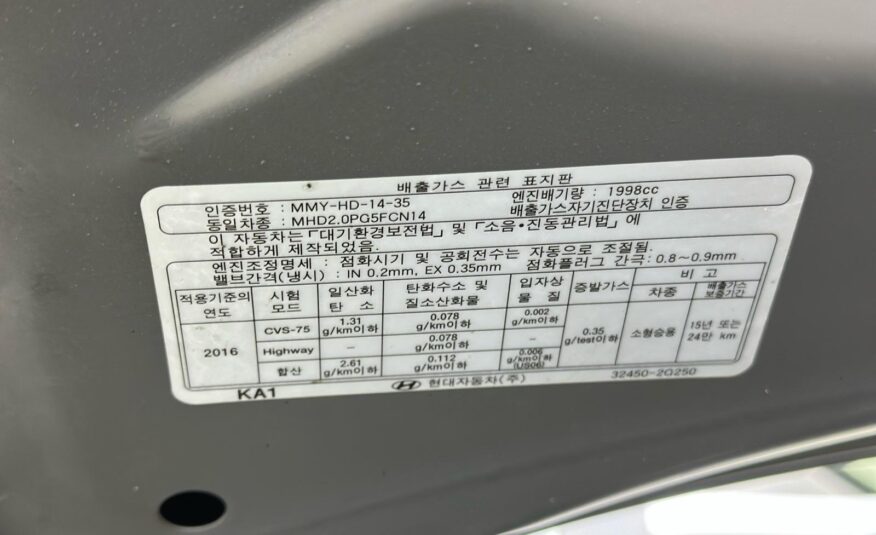 배출가스 관련 표지판
인증번호 : MMY-HD-14-35 엔진배기량 : 1998cc
동일차종 : MHD2.0PG5FCN14 배출가스자기진단장치 인증
이 자동차는「대기환경보전법」및「소음·진동관리법」에
적합하게 제작되었음.
엔진조정명세 : 점화시기 및 공회전수는 자동으로 조절됨.
밸브간격(냉시) : IN 0.2mm, EX 0.35mm 점화플러그 간극: 0.8~0.9mm
적용기준의 연도 시험 모드 일산화 탄소 탄화수소 및 질소산화물 입자상 물질 증발가스 비고
차종 배출가스 보증기간
2016 CVS-75 1.31 g/km이하 0.078 g/km이하 0.002 g/km이하 0.35 g/test이하 소형승용 15년 또는 24만 km
Highway - 0.078 g/km이하 -
합산 2.61 g/km이하 0.112 g/km이하 0.006 g/km이하 (US06)
KA1 현대자동차(주) 32450-2G250